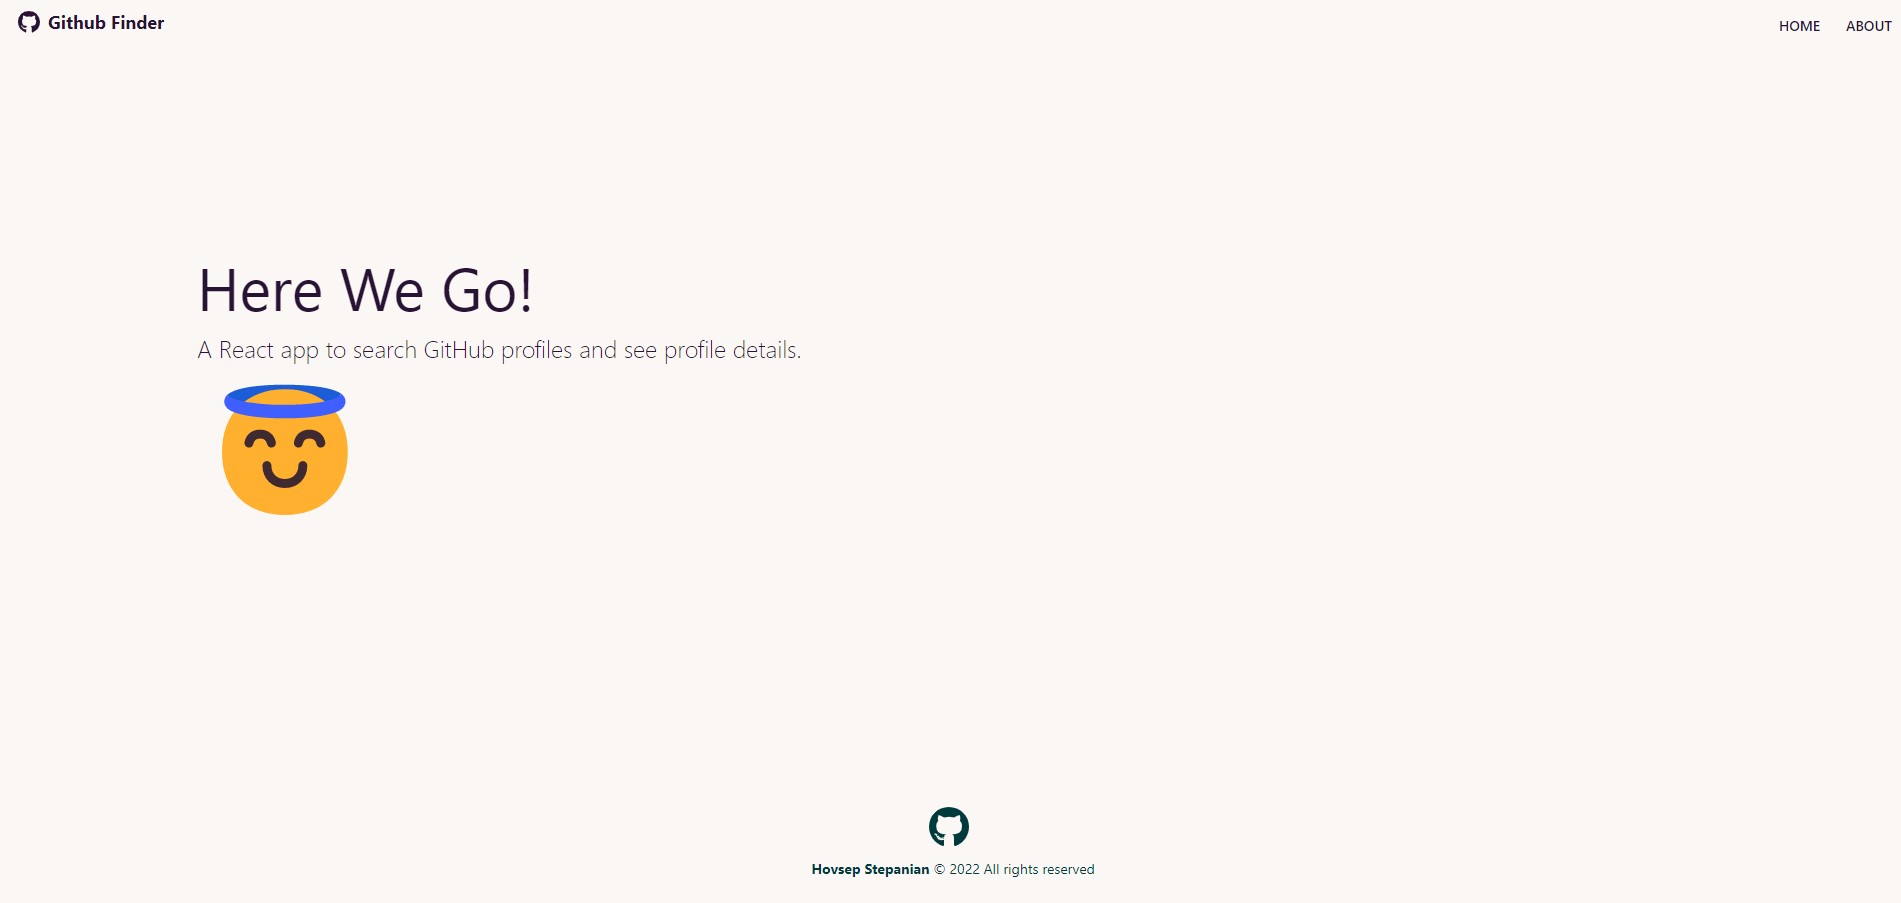 Github Finder
HOME ABOUT
Here We Go!
A React app to search GitHub profiles and see profile details.
Hovsep Stepanian © 2022 All rights reserved